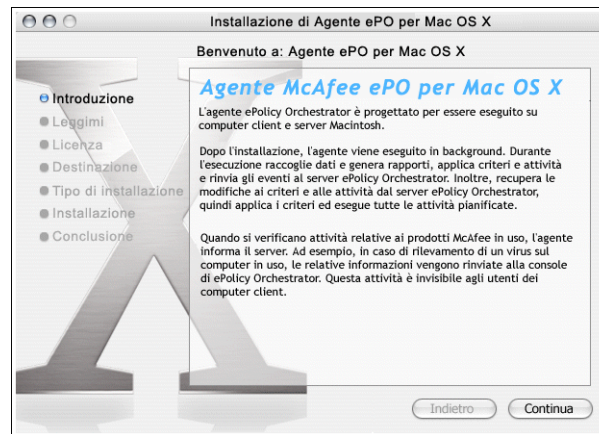 Installazione di Agente ePO per Mac OS X
Benvenuto a: Agente ePO per Mac OS X
Introduzione
Leggimi
Licenza
Destinazione
Tipo di installazione
Installazione
Conclusione
Agente McAfee ePO per Mac OS X
L'agente ePolicy Orchestrator è progettato per essere eseguito su
computer client e server Macintosh.
Dopo l'installazione, l'agente viene eseguito in background. Durante
l'esecuzione raccoglie dati e genera rapporti, applica criteri e attività
e rinvia gli eventi al server ePolicy Orchestrator. Inoltre, recupera le
modifiche ai criteri e alle attività dal server ePolicy Orchestrator,
quindi applica i criteri ed esegue tutte le attività pianificate.
Quando si verificano attività relative ai prodotti McAfee in uso, l'agente
informa il server. Ad esempio, in caso di rilevamento di un virus sul
computer in uso, le relative informazioni vengono rinviate alla console
di ePolicy Orchestrator. Questa attività è invisibile agli utenti dei
computer client.
Indietro
Continua